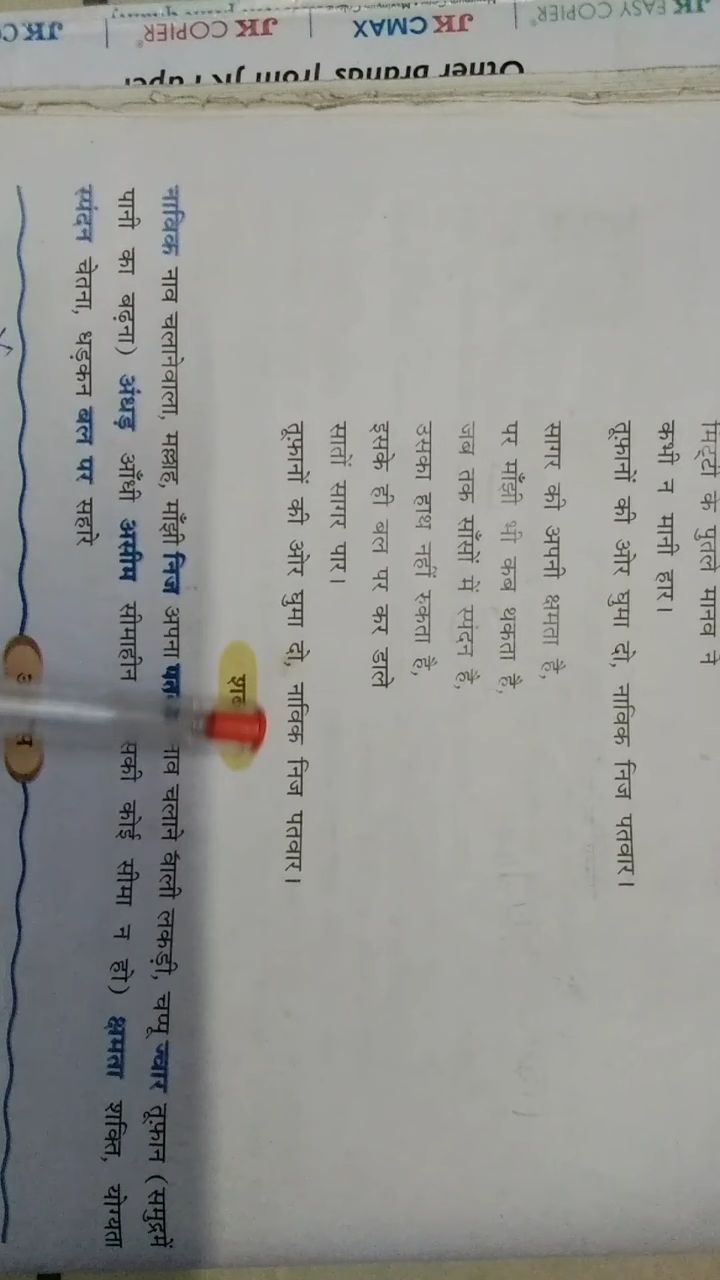 मिट्टी के पुतले मानव ने
कभी न मानी हार।
तूफ़ानों की ओर घुमा दो, नाविक निज पतवार।
सागर की अपनी क्षमता है,
पर माँझी भी कब थकता है,
जब तक साँसों में स्पंदन है,
उसका हाथ नहीं रुकता है,
इसके ही बल पर कर डाले
सातों सागर पार।
तूफ़ानों की ओर घुमा दो, नाविक निज पतवार।
नाविक नाव चलानेवाला, मल्लाह, माँझी निज अपना नाव चलाने वाली लकड़ी, चप्पू ज्वार तूफ़ान (समुद्र में
पानी का बढ़ना) अंधड़ आँधी असीम सीमाहीन कोई सीमा न हो) क्षमता शक्ति, योग्यता
स्पंदन चेतना, धड़कन बल पर सहारे
Other brands from JK Paper
JK EASY COPIER | JK CMAX | JK COPIER |